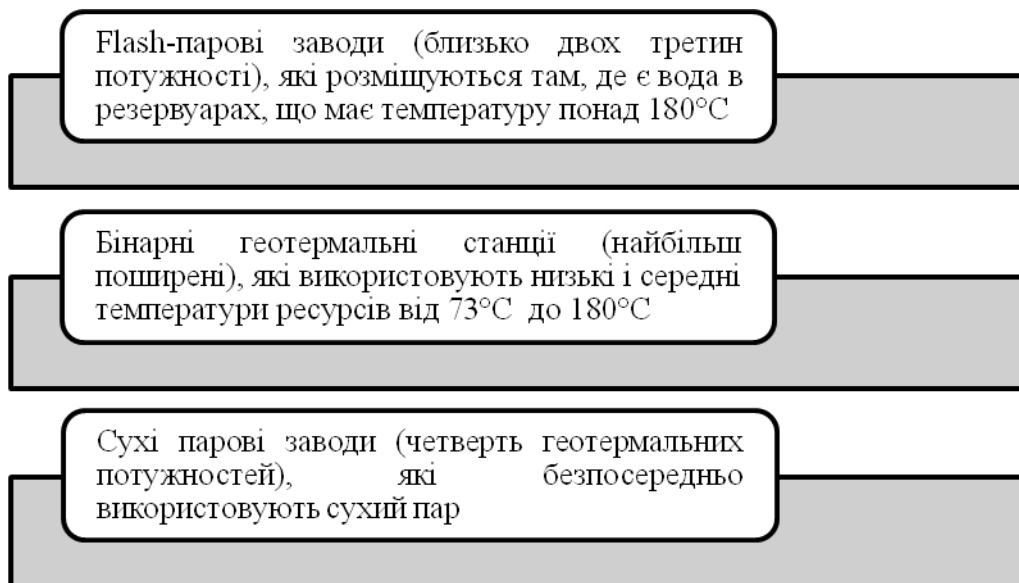 Flash-парові заводи (близько двох третин
потужності), які розміщуються там, де є вода в
резервуарах, що має температуру понад 180°С
Бінарні геотермальні станції (найбільш
поширені), які використовують низькі і середні
температури ресурсів від 73°С до 180°С
Сухі парові заводи (четверть геотермальних
потужностей), які безпосередньо
використовують сухий пар